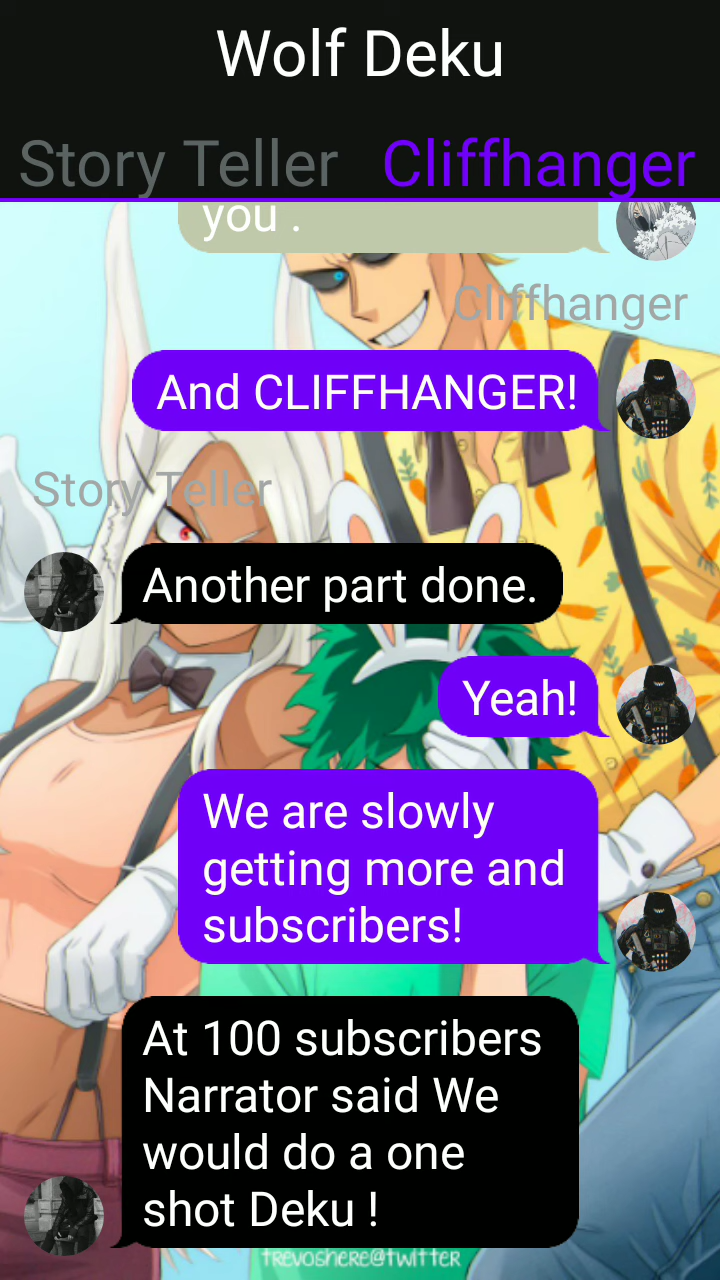 Wolf Deku
Story Teller Cliffhanger
you .
Cliffhanger
And CLIFFHANGER!
Story Teller
Another part done.
Yeah!
We are slowly
getting more and
subscribers!
At 100 subscribers
Narrator said We
would do a one
shot Deku !
TREVOSHERE@TWITTER